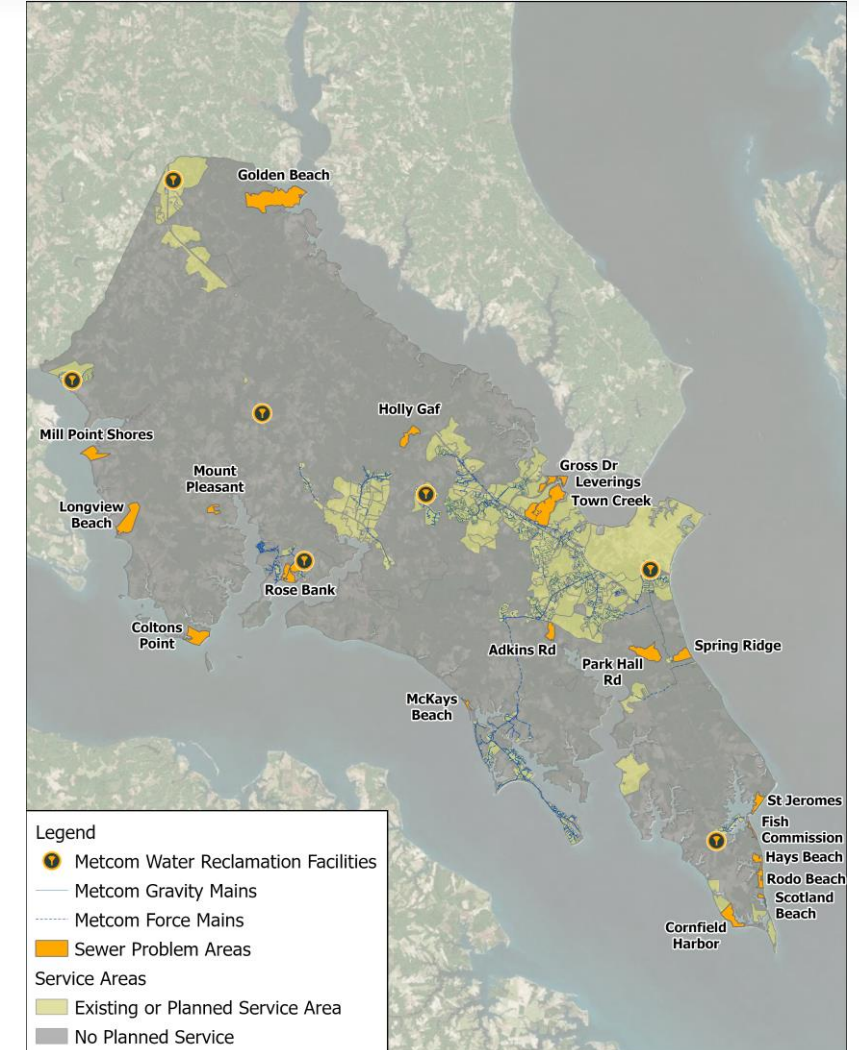 Golden Beach
Holly Gaf
Mill Point Shores
Mount
Pleasant
Gross Dr
Leverings
Town Creek
Longview
Beach
Rose Bank
Coltons
Point
Adkins Rd
Spring Ridge
Park Hall
Rd
McKays
Beach
St Jeromes
Fish
Commission
Hays Beach
Rodo Beach
Scotland
Beach
Cornfield
Harbor
Legend
Metcom Water Reclamation Facilities
Metcom Gravity Mains
Metcom Force Mains
Sewer Problem Areas
Service Areas
Existing or Planned Service Area
No Planned Service